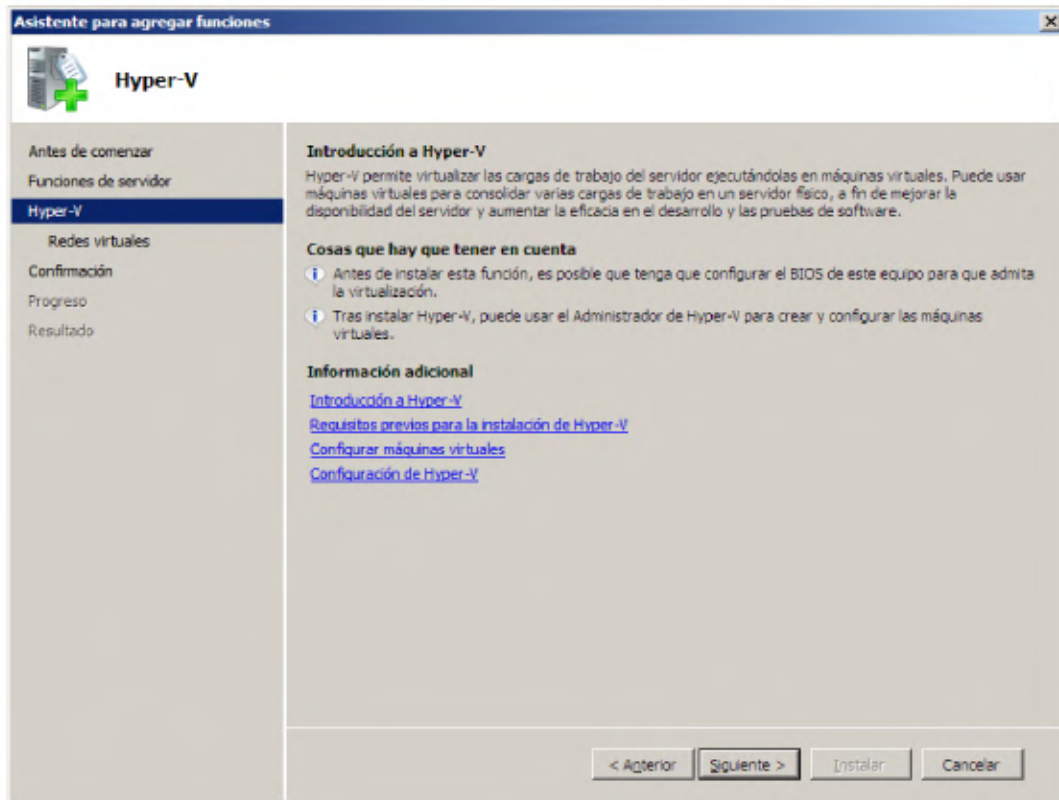 Asistente para agregar funciones
Hyper-V
Antes de comenzar
Funciones de servidor
Hyper-V
Redes virtuales
Confirmación
Progreso
Resultado
Introducción a Hyper-V
Hyper-V permite virtualizar las cargas de trabajo del servidor ejecutándolas en máquinas virtuales. Puede usar
máquinas virtuales para consolidar varias cargas de trabajo en un servidor físico, a fin de mejorar la
disponibilidad del servidor y aumentar la eficacia en el desarrollo y las pruebas de software.
Cosas que hay que tener en cuenta
Antes de instalar esta función, es posible que tenga que configurar el BIOS de este equipo para que admita
la virtualización.
Tras instalar Hyper-V, puede usar el Administrador de Hyper-V para crear y configurar las máquinas
virtuales.
Información adicional
Introducción a Hyper-V
Requisitos previos para la instalación de Hyper-V
Configurar máquinas virtuales
Configuración de Hyper-V
< Anterior
Siguiente >
Instalar
Cancelar